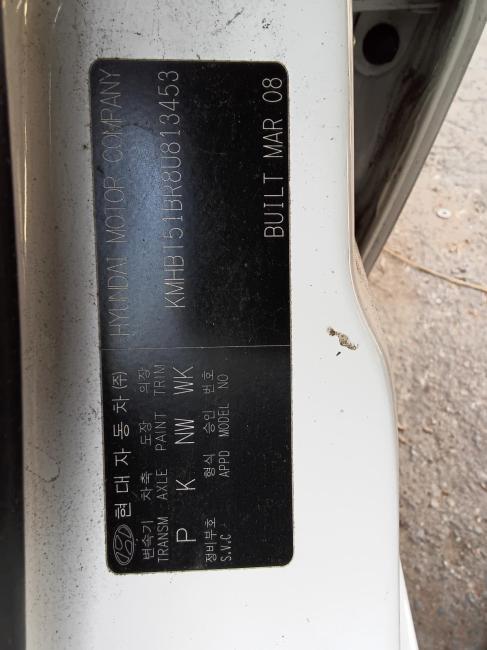 현대자동차(주) HYUNDAI MOTOR COMPANY
변속기 차축 도장 의장
TRANSM AXLE PAINT TRIM
KMHBT51BR8U813453
P K NW WK
정비부호 형식 승인 번호
S.V.C APPD MODEL NO
BUILT MAR 08